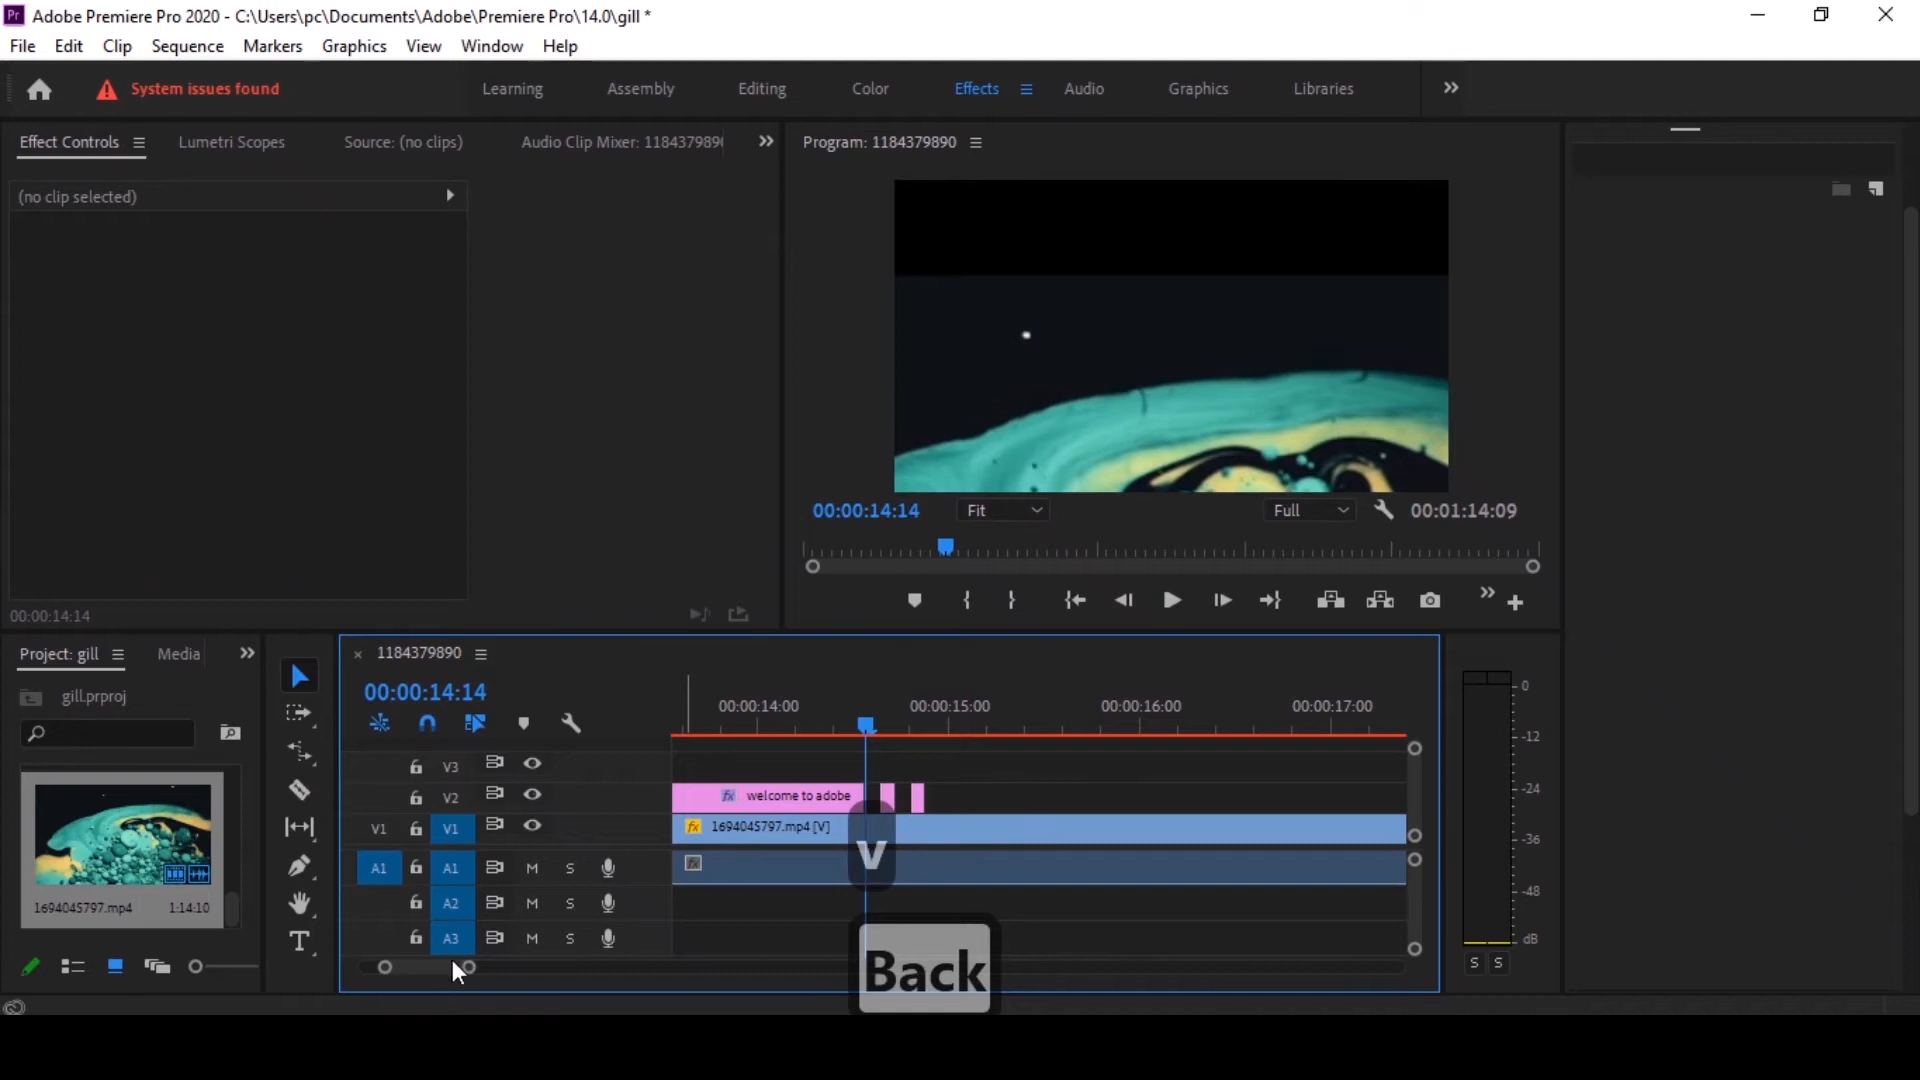 Adobe Premiere Pro 2020 - C:\Users\pc\Documents\Adobe\Premiere Pro\14.0\gill *
File Edit Clip Sequence Markers Graphics View Window Help
System issues found Learning Assembly Editing Color Effects Audio Graphics Libraries
Effect Controls Lumetri Scopes Source: (no clips) Audio Clip Mixer: 1184379890 Program: 1184379890
(no clip selected)
00:00:14:14 Fit Full 00:01:14:09
00:00:14:14
Project: gill Media 1184379890
gill.prproj 00:00:14:14
00:00:14:00 00:00:15:00 00:00:16:00 00:00:17:00
V3
V2 fx welcome to adobe
V1 V1 fx 1694045797.mp4 [V]
A1 A1 M S fx
A2 M S
A3 M S
1694045797.mp4 1:14:10
0
-12
-24
-36
-48
dB
S S
v
Back